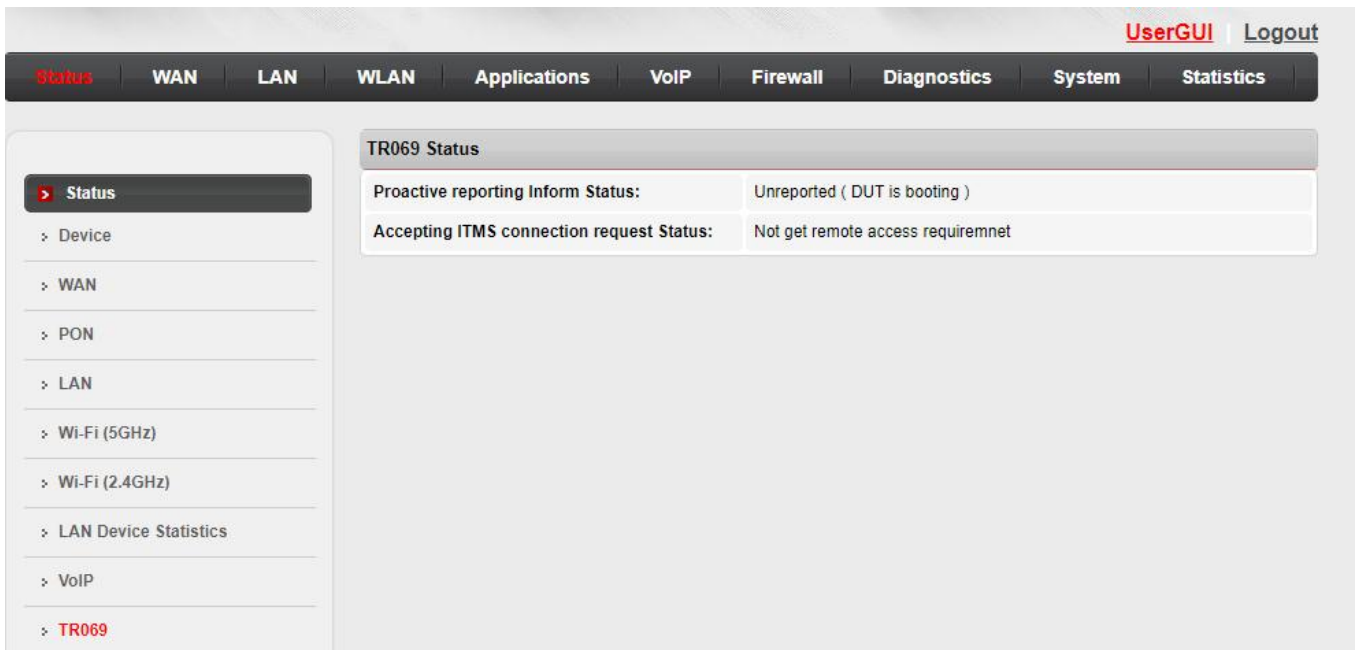 UserGUI Logout
Status WAN LAN WLAN Applications VoIP Firewall Diagnostics System Statistics
TR069 Status
Status
Proactive reporting Inform Status: Unreported ( DUT is booting )
Device
Accepting ITMS connection request Status: Not get remote access requiremnet
WAN
PON
LAN
Wi-Fi (5GHz)
Wi-Fi (2.4GHz)
LAN Device Statistics
VoIP
TR069